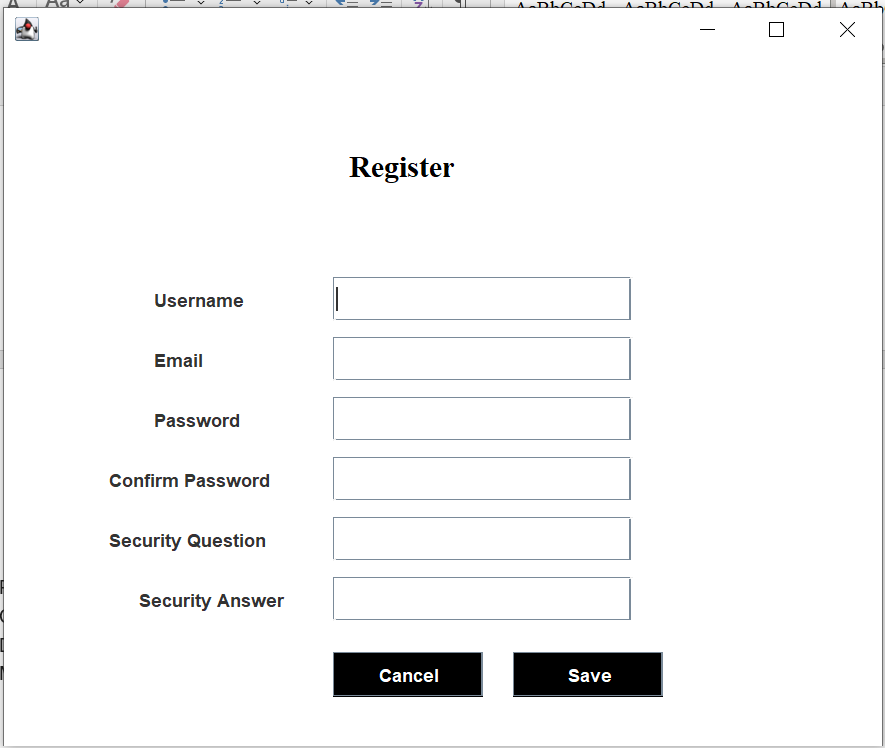 Register
Username
Email
Password
Confirm Password
Security Question
Security Answer
Cancel Save